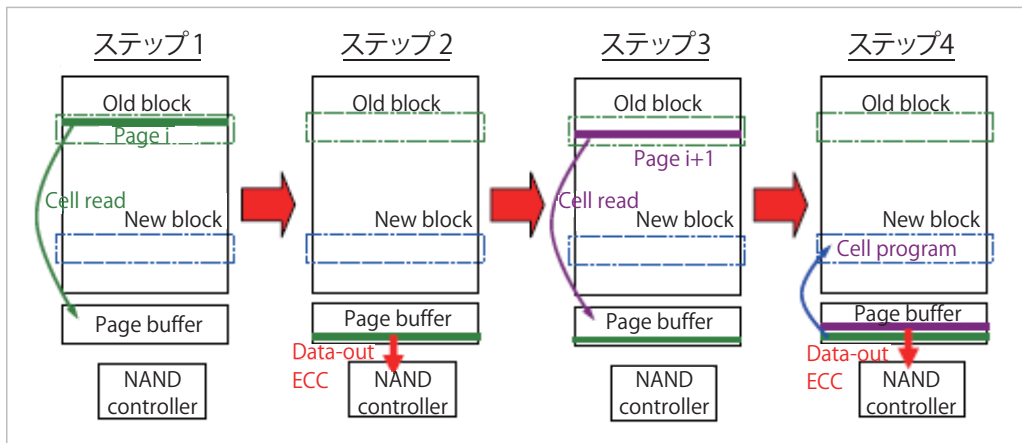 ステップ1
Old block
Page i
Cell read
New block
Page buffer
NAND
controller
ステップ2
Old block
New block
Page buffer
Data-out
ECC
NAND
controller
ステップ3
Old block
Page i+1
Cell read
New block
Page buffer
NAND
controller
ステップ4
Old block
New block
Cell program
Page buffer
Data-out
ECC
NAND
controller